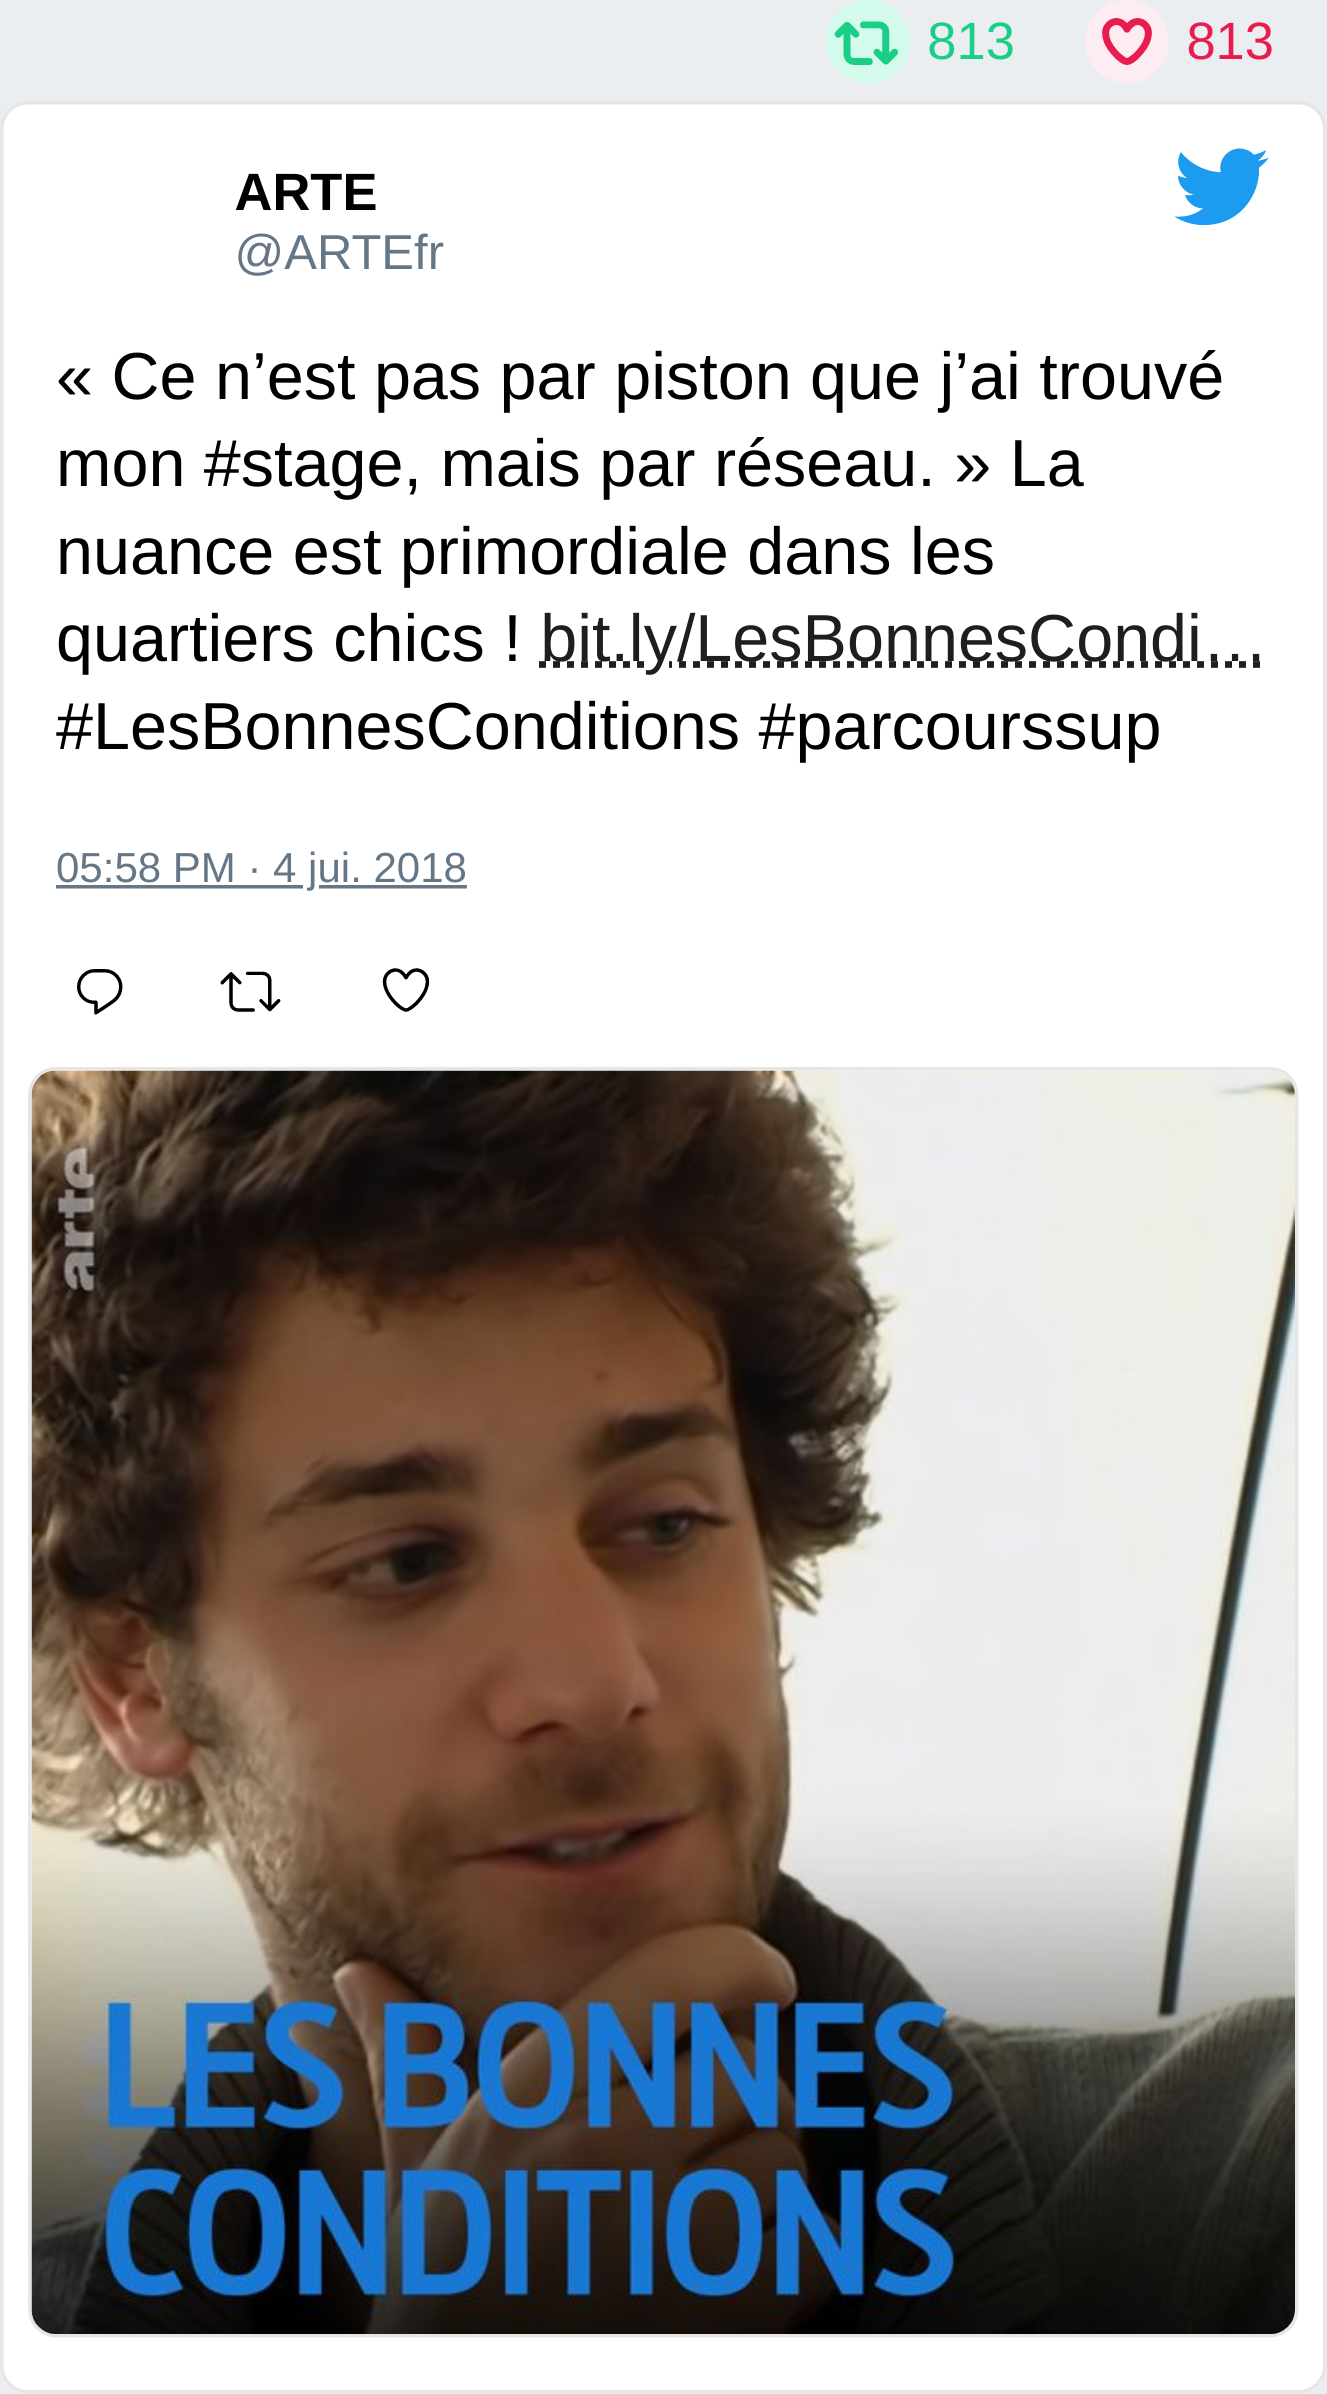 813 813
ARTE
@ARTEfr
« Ce n’est pas par piston que j’ai trouvé
mon #stage, mais par réseau. » La
nuance est primordiale dans les
quartiers chics ! bit.ly/LesBonnesCondi…
#LesBonnesConditions #parcourssup
05:58 PM · 4 jui. 2018
arte
LES BONNES
CONDITIONS